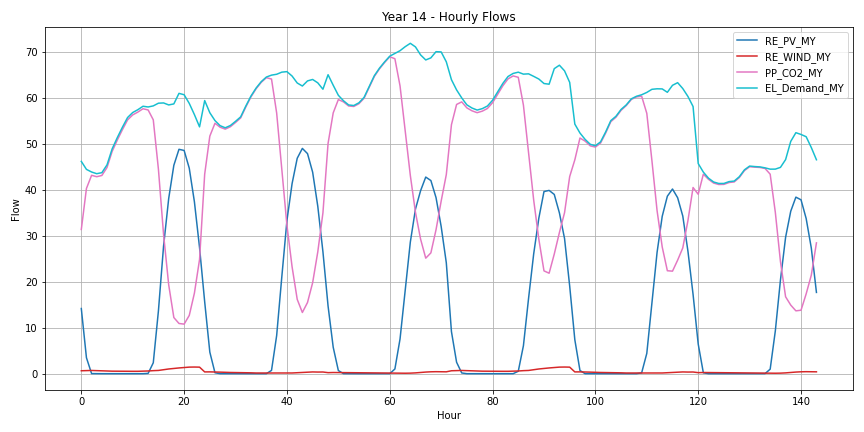 Year 14 - Hourly Flows
RE_PV_MY
RE_WIND_MY
PP_CO2_MY
EL_Demand_MY
Flow
70
60
50
40
30
20
10
0
0 20 40 60 80 100 120 140
Hour